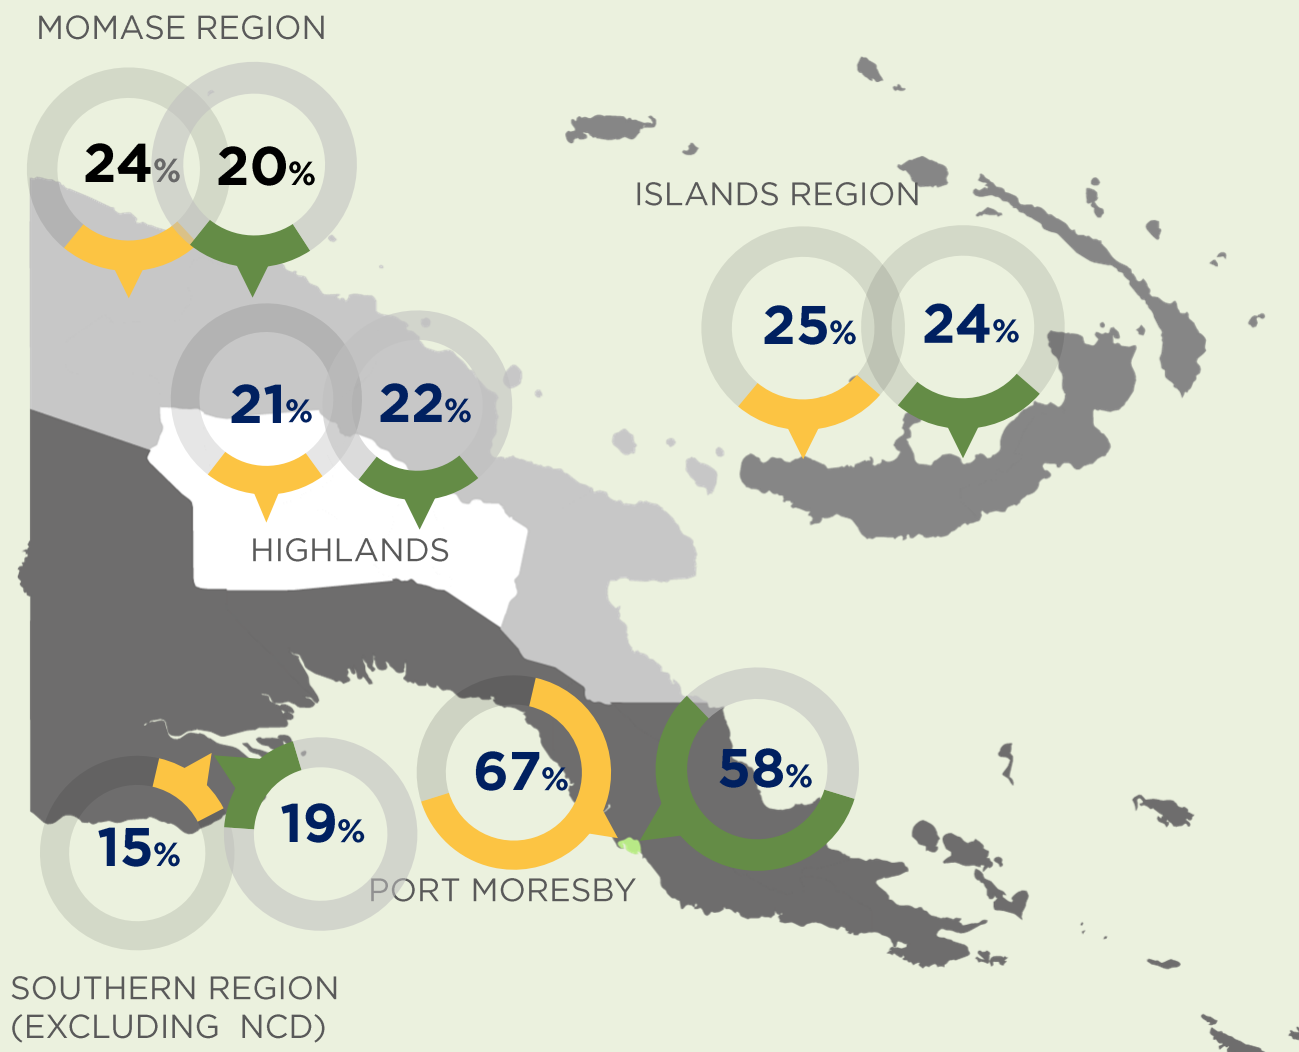 MOMASE REGION
24% 20%
ISLANDS REGION
25% 24%
21% 22%
HIGHLANDS
67% 58%
15% 19%
PORT MORESBY
SOUTHERN REGION
(EXCLUDING NCD)